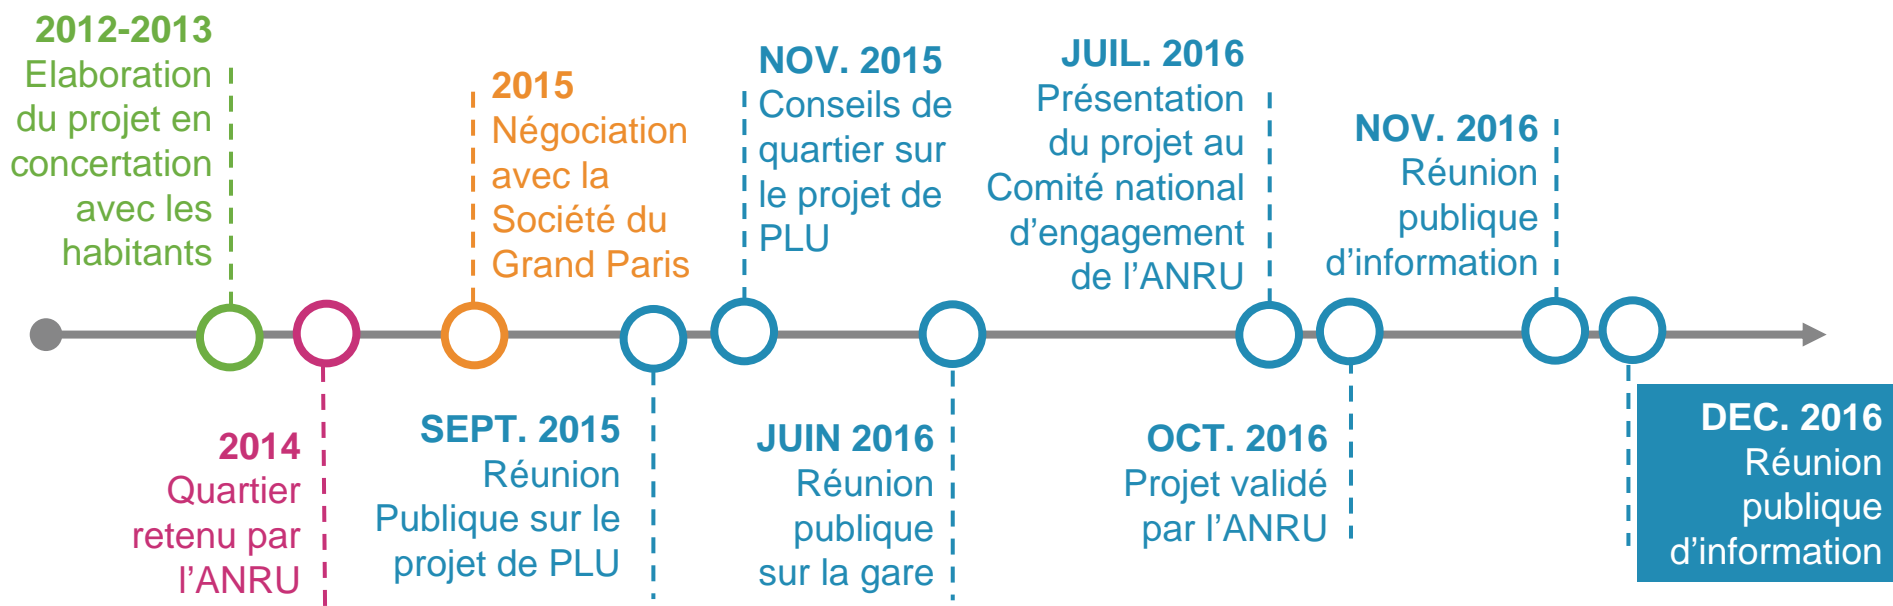 2012-2013
Elaboration
du projet en
concertation
avec les
habitants
2014
Quartier
retenu par
l’ANRU
2015
Négociation
avec la
Société du
Grand Paris
SEPT. 2015
Réunion
Publique sur le
projet de PLU
NOV. 2015
Conseils de
quartier sur
le projet de
PLU
JUIN 2016
Réunion
publique
sur la gare
JUIL. 2016
Présentation
du projet au
Comité national
d’engagement
de l’ANRU
OCT. 2016
Projet validé
par l’ANRU
NOV. 2016
Réunion
publique
d’information
DEC. 2016
Réunion
publique
d’information